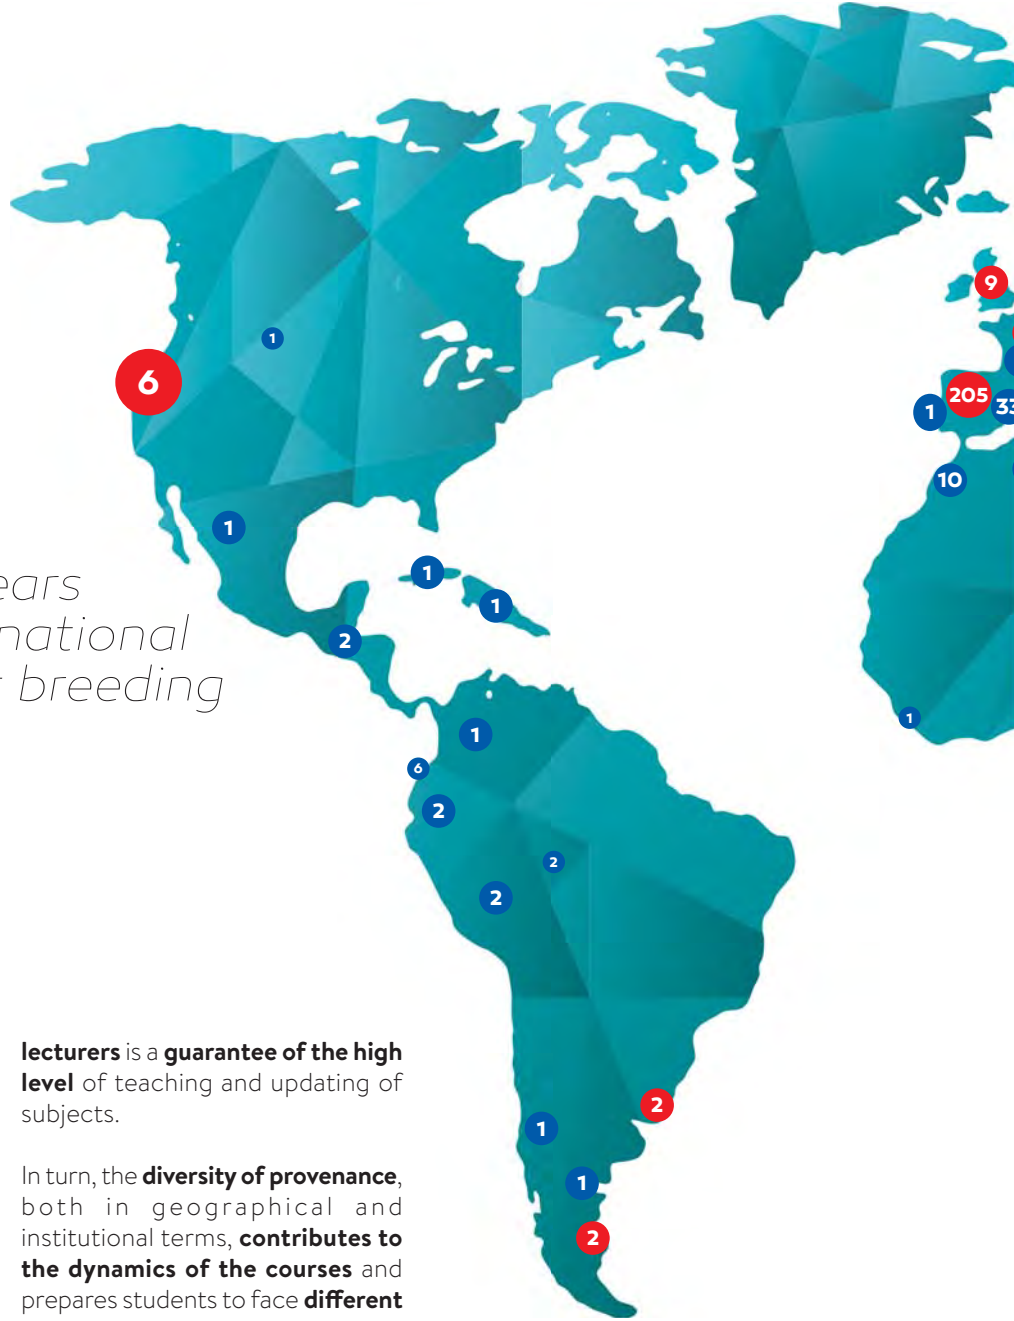 9
1
6
205
1
33
10
1
ears
national
breeding
1
1
2
1
1
6
2
2
2
lecturers is a guarantee of the high
level of teaching and updating of
subjects.
2
1
In turn, the diversity of provenance,
1
both in geographical and
institutional terms, contributes to
2
the dynamics of the courses and
prepares students to face different